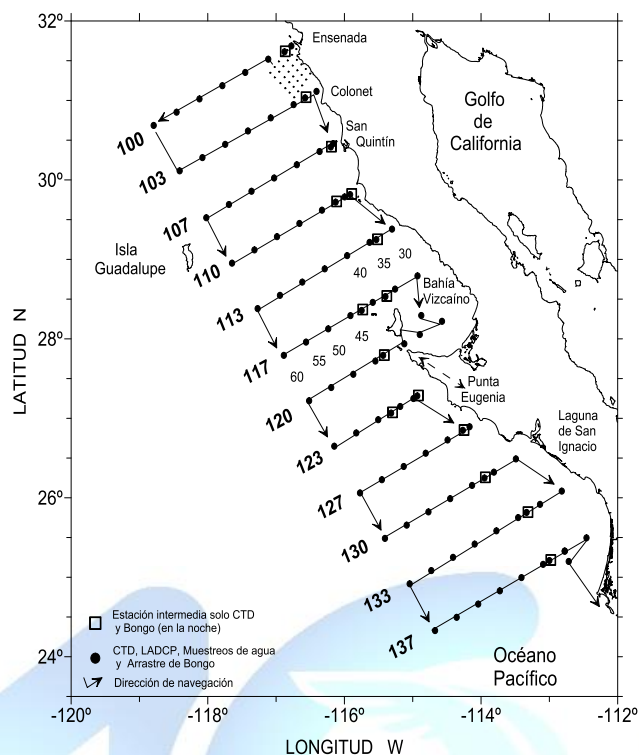 42º
Ensenada
Colonet
San
Quintín
Golfo
de
California
100
103
30º
107
Isla
Guadalupe
110
30
35
40
113
Bahía
Vizcaíno
28º
45
50
55
60
117
LATITUD N
Punta
Eugenia
120
Laguna
de San
Ignacio
123
127
26º
130
133
Estación intermedia solo CTD
y Bongo (en la noche)
CTD, LADCP, Muestreos de agua
y Arrastre de Bongo
Dirección de navegación
137
24º
Océano
Pacífico
-120º
-118º
-116º
-114º
-112º
LONGITUD W